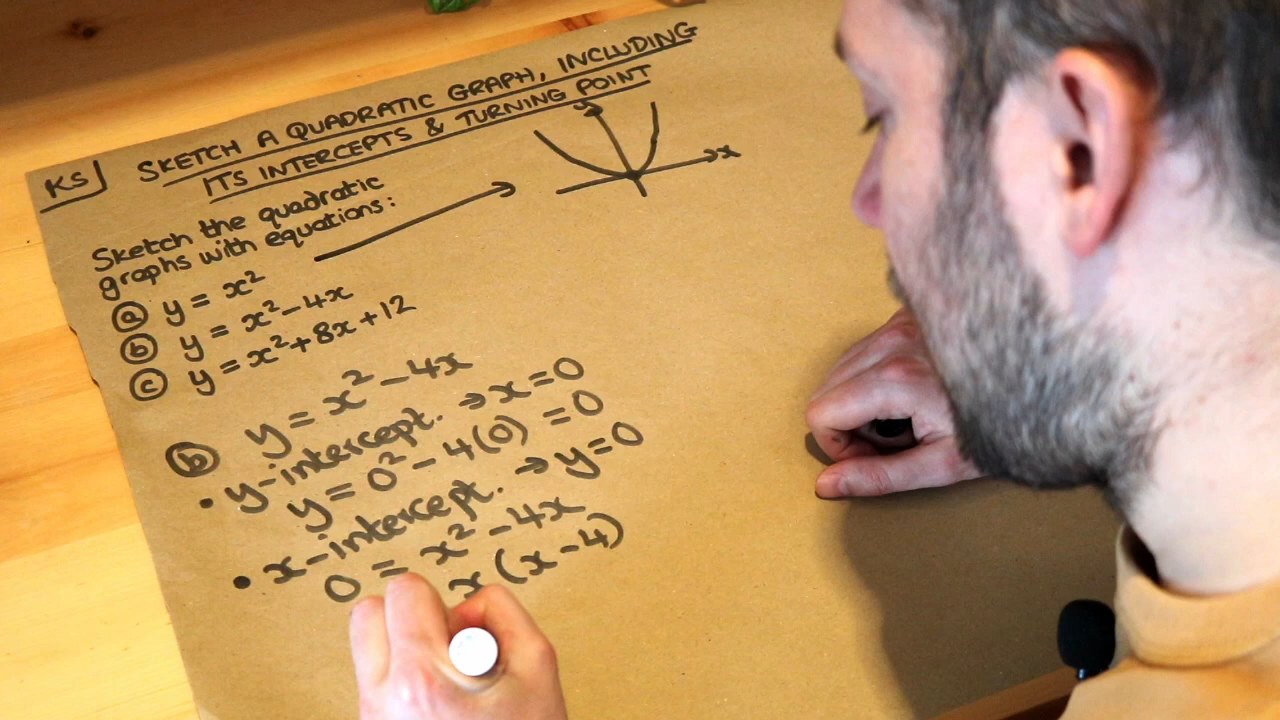 KS
SKETCH A QUADRATIC GRAPH, INCLUDING
ITS INTERCEPTS & TURNING POINT
Sketch the quadratic
graphs with equations:
y
x
ⓐ y = x²
ⓑ y = x² - 4x
ⓒ y = x² + 8x + 12
ⓑ y = x² - 4x
• y-intercept. → x = 0
y = 0² - 4(0) = 0
• x-intercept. → y = 0
0 = x² - 4x
x(x - 4)